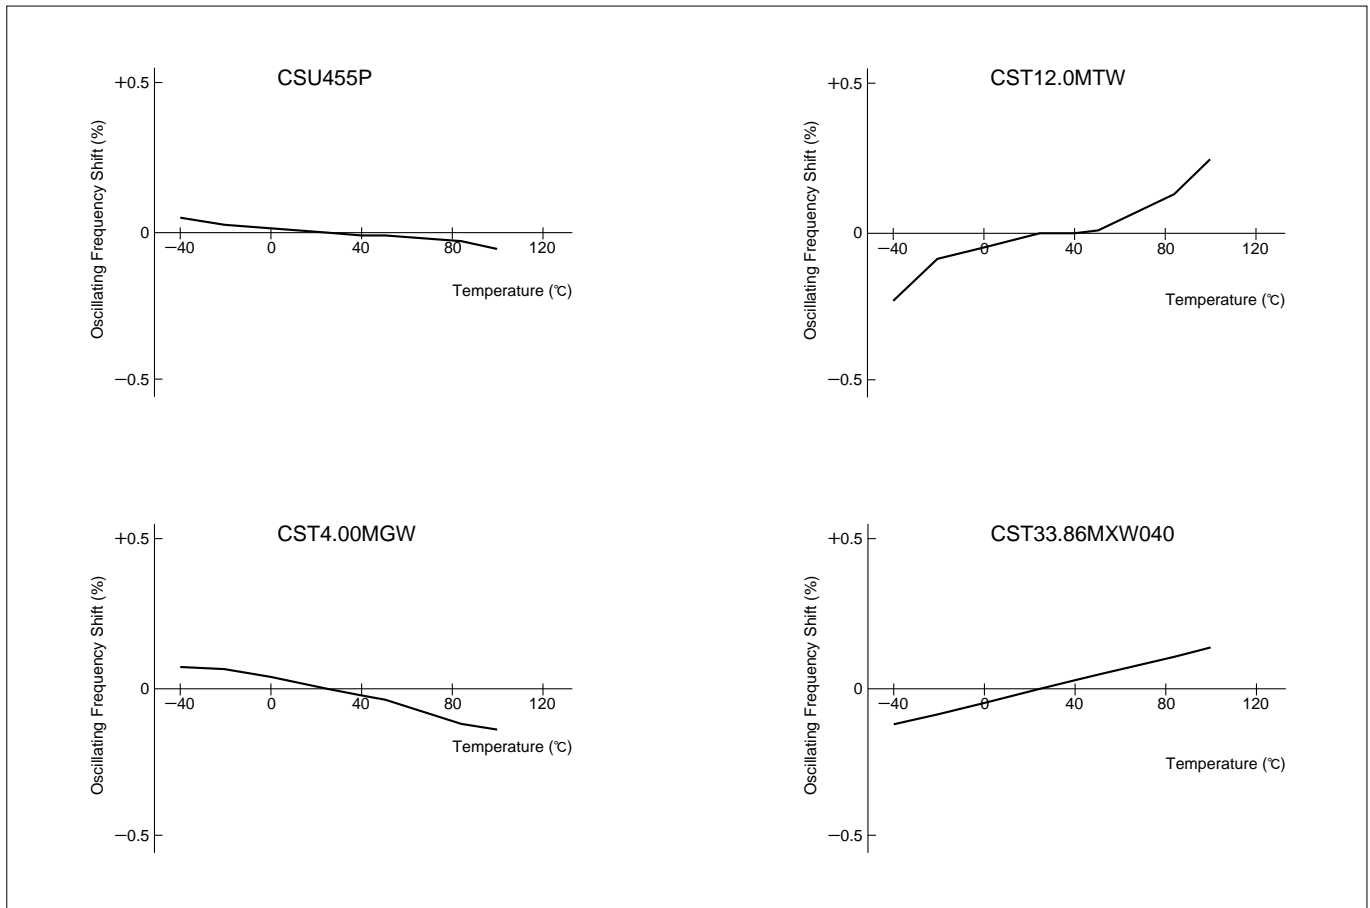 CSU455P
+0.5
0
−0.5
−40
0
40
80
120
Oscillating Frequency Shift (%)
Temperature (℃)
CST12.0MTW
+0.5
0
−0.5
−40
0
40
80
120
Oscillating Frequency Shift (%)
Temperature (℃)
CST4.00MGW
+0.5
0
−0.5
−40
0
40
80
120
Oscillating Frequency Shift (%)
Temperature (℃)
CST33.86MXW040
+0.5
0
−0.5
−40
0
40
80
120
Oscillating Frequency Shift (%)
Temperature (℃)